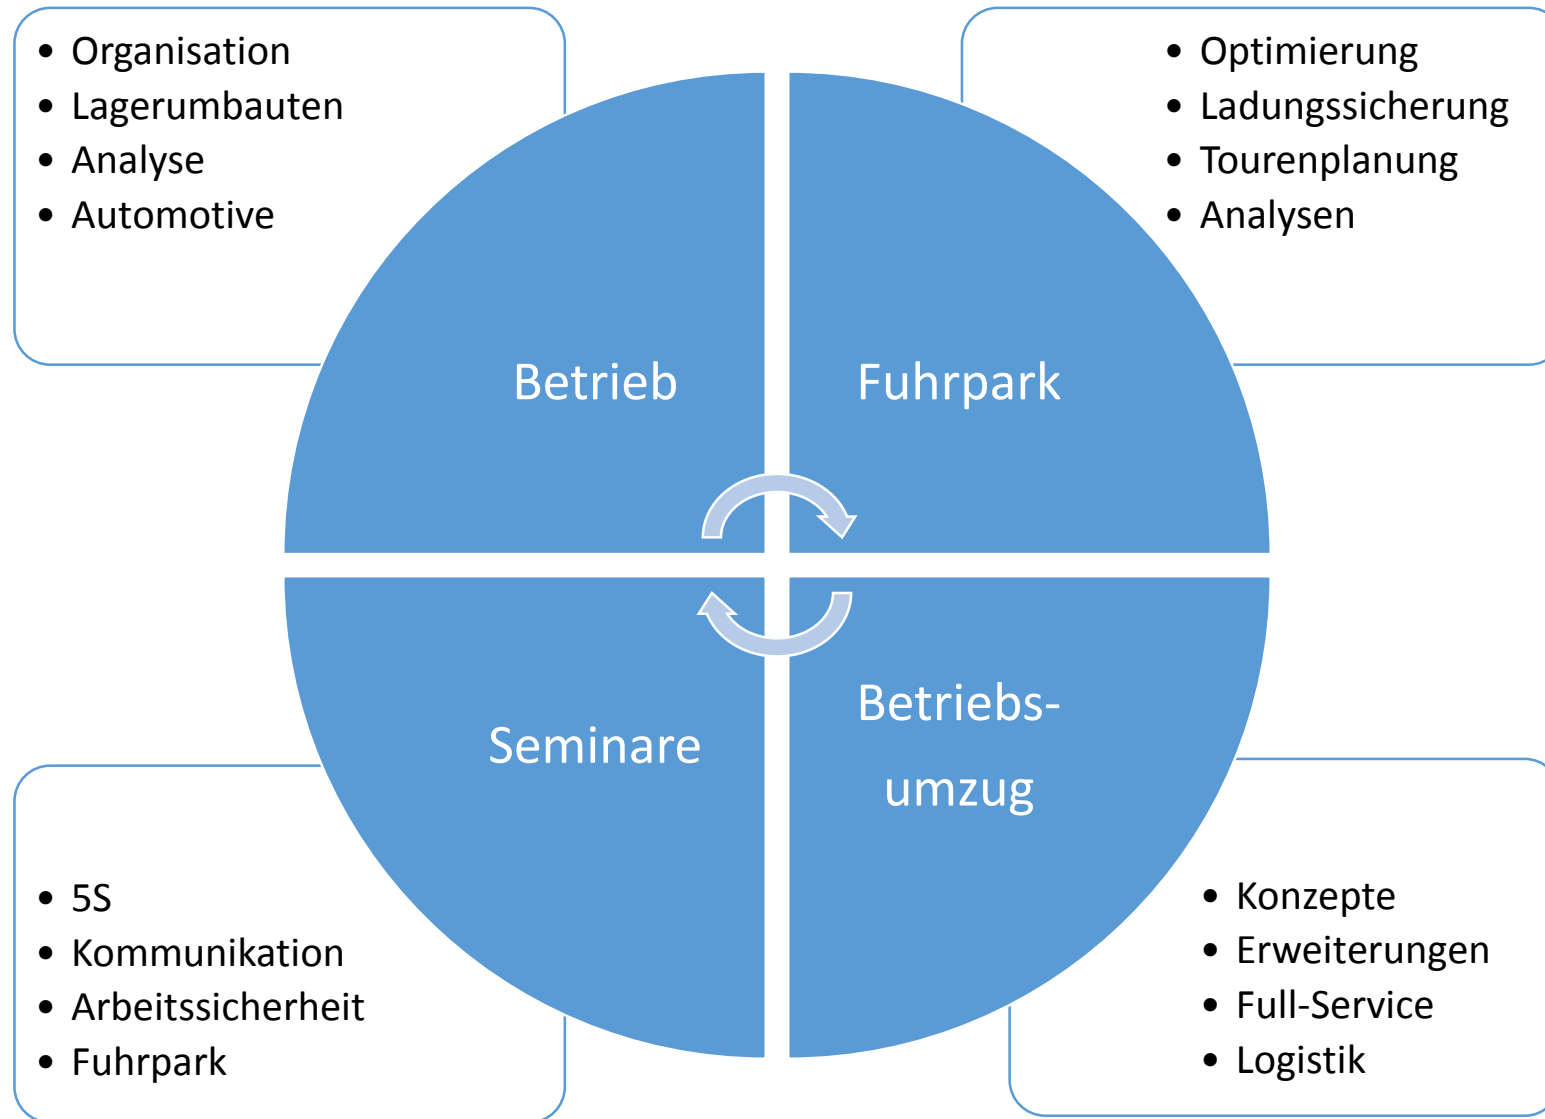 • Organisation
• Lagerumbauten
• Analyse
• Automotive
• Optimierung
• Ladungssicherung
• Tourenplanung
• Analysen
Betrieb
Fuhrpark
Seminare
Betriebs-
umzug
• 5S
• Kommunikation
• Arbeitssicherheit
• Fuhrpark
• Konzepte
• Erweiterungen
• Full-Service
• Logistik